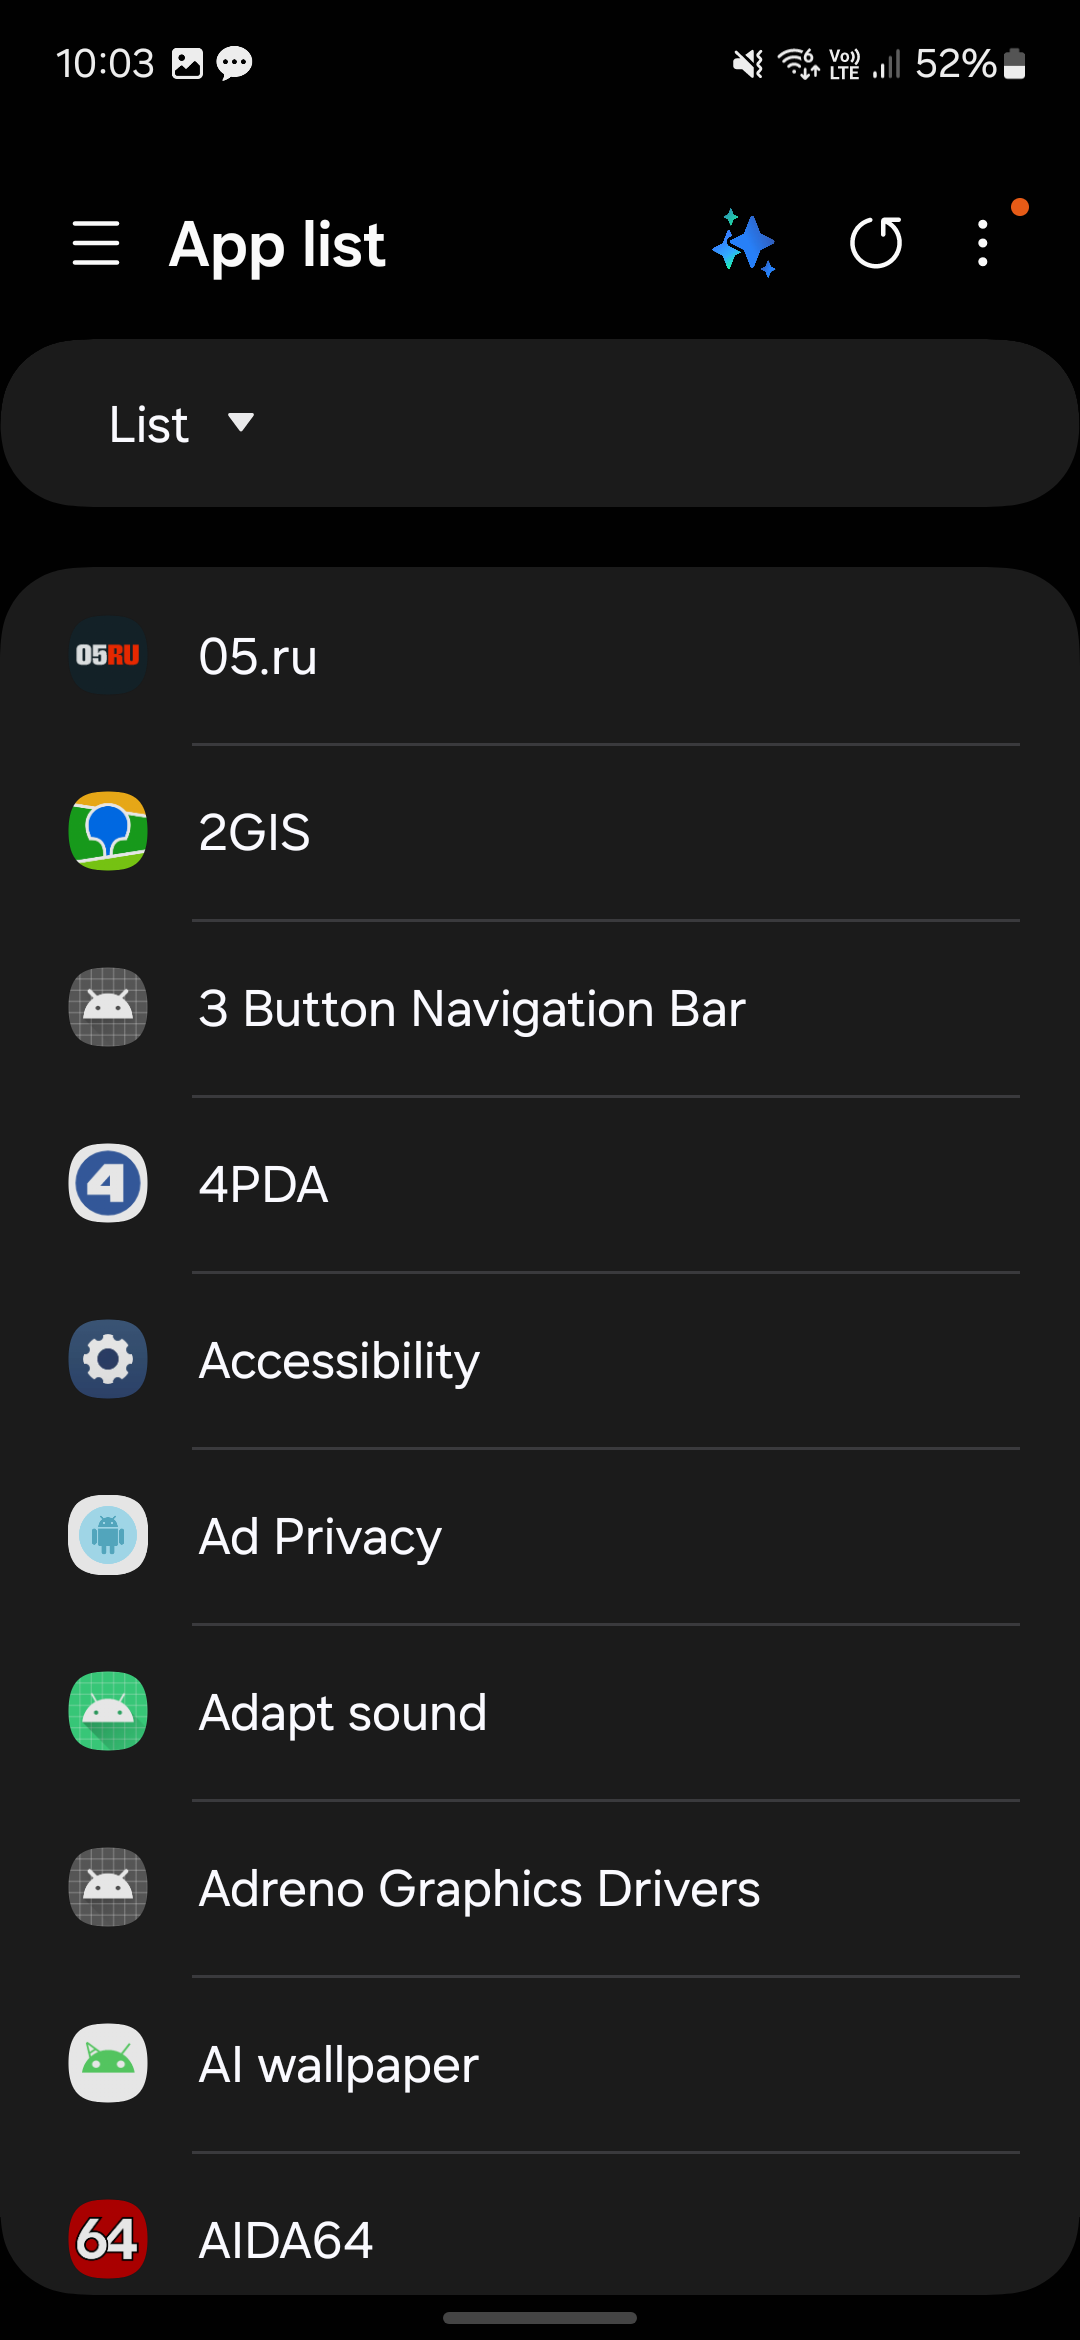 10:03
Vo)) LTE 52%
App list
List
05RU 05.ru
2GIS
3 Button Navigation Bar
4 4PDA
Accessibility
Ad Privacy
Adapt sound
Adreno Graphics Drivers
AI wallpaper
64 AIDA64